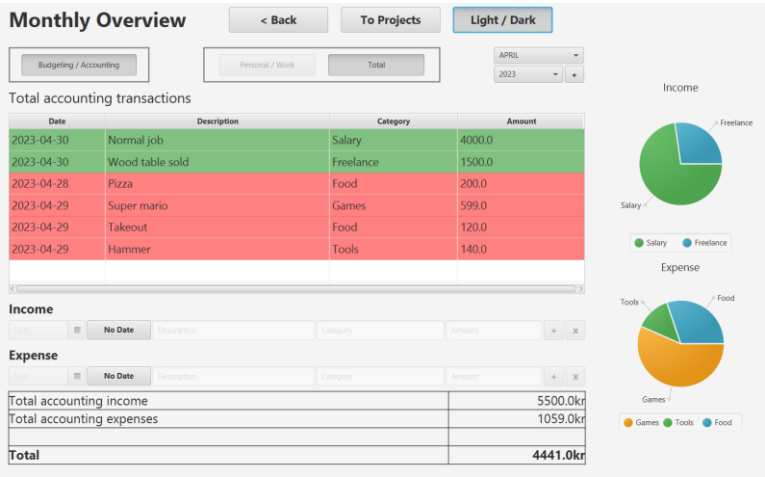 Monthly Overview
< Back
To Projects
Light / Dark
Budgeting / Accounting
Personal / Work
Total
APRIL
2023
+
Total accounting transactions
Date Description Category Amount
2023-04-30 Normal job Salary 4000.0
2023-04-30 Wood table sold Freelance 1500.0
2023-04-28 Pizza Food 200.0
2023-04-29 Super mario Games 599.0
2023-04-29 Takeout Food 120.0
2023-04-29 Hammer Tools 140.0
Income
Date No Date Description Category Amount + x
Expense
Date No Date Description Category Amount + x
Total accounting income 5500.0kr
Total accounting expenses 1059.0kr
Total 4441.0kr
Income
Freelance
Salary
Salary Freelance
Expense
Tools
Food
Games
Games Tools Food